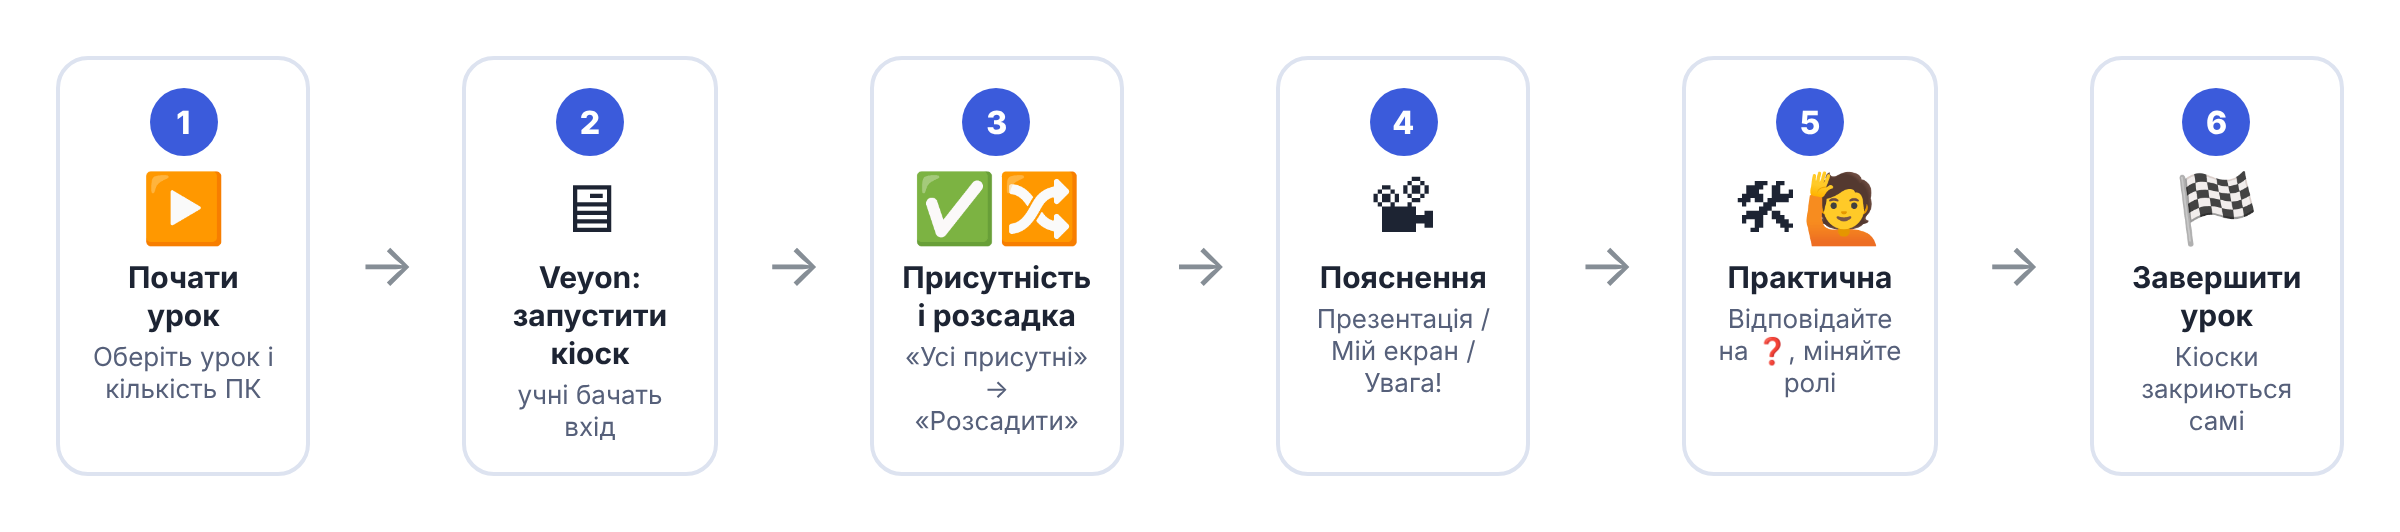 1
Почати
урок
Оберіть урок і
кількість ПК
→
2
Veyon:
запустити
кіоск
учні бачать
вхід
→
3
Присутність
і розсадка
«Усі присутні»
→
«Розсадити»
→
4
Пояснення
Презентація /
Мій екран /
Увага!
→
5
Практична
Відповідайте
на ❓, міняйте
ролі
→
6
Завершити
урок
Кіоски
закриються
самі